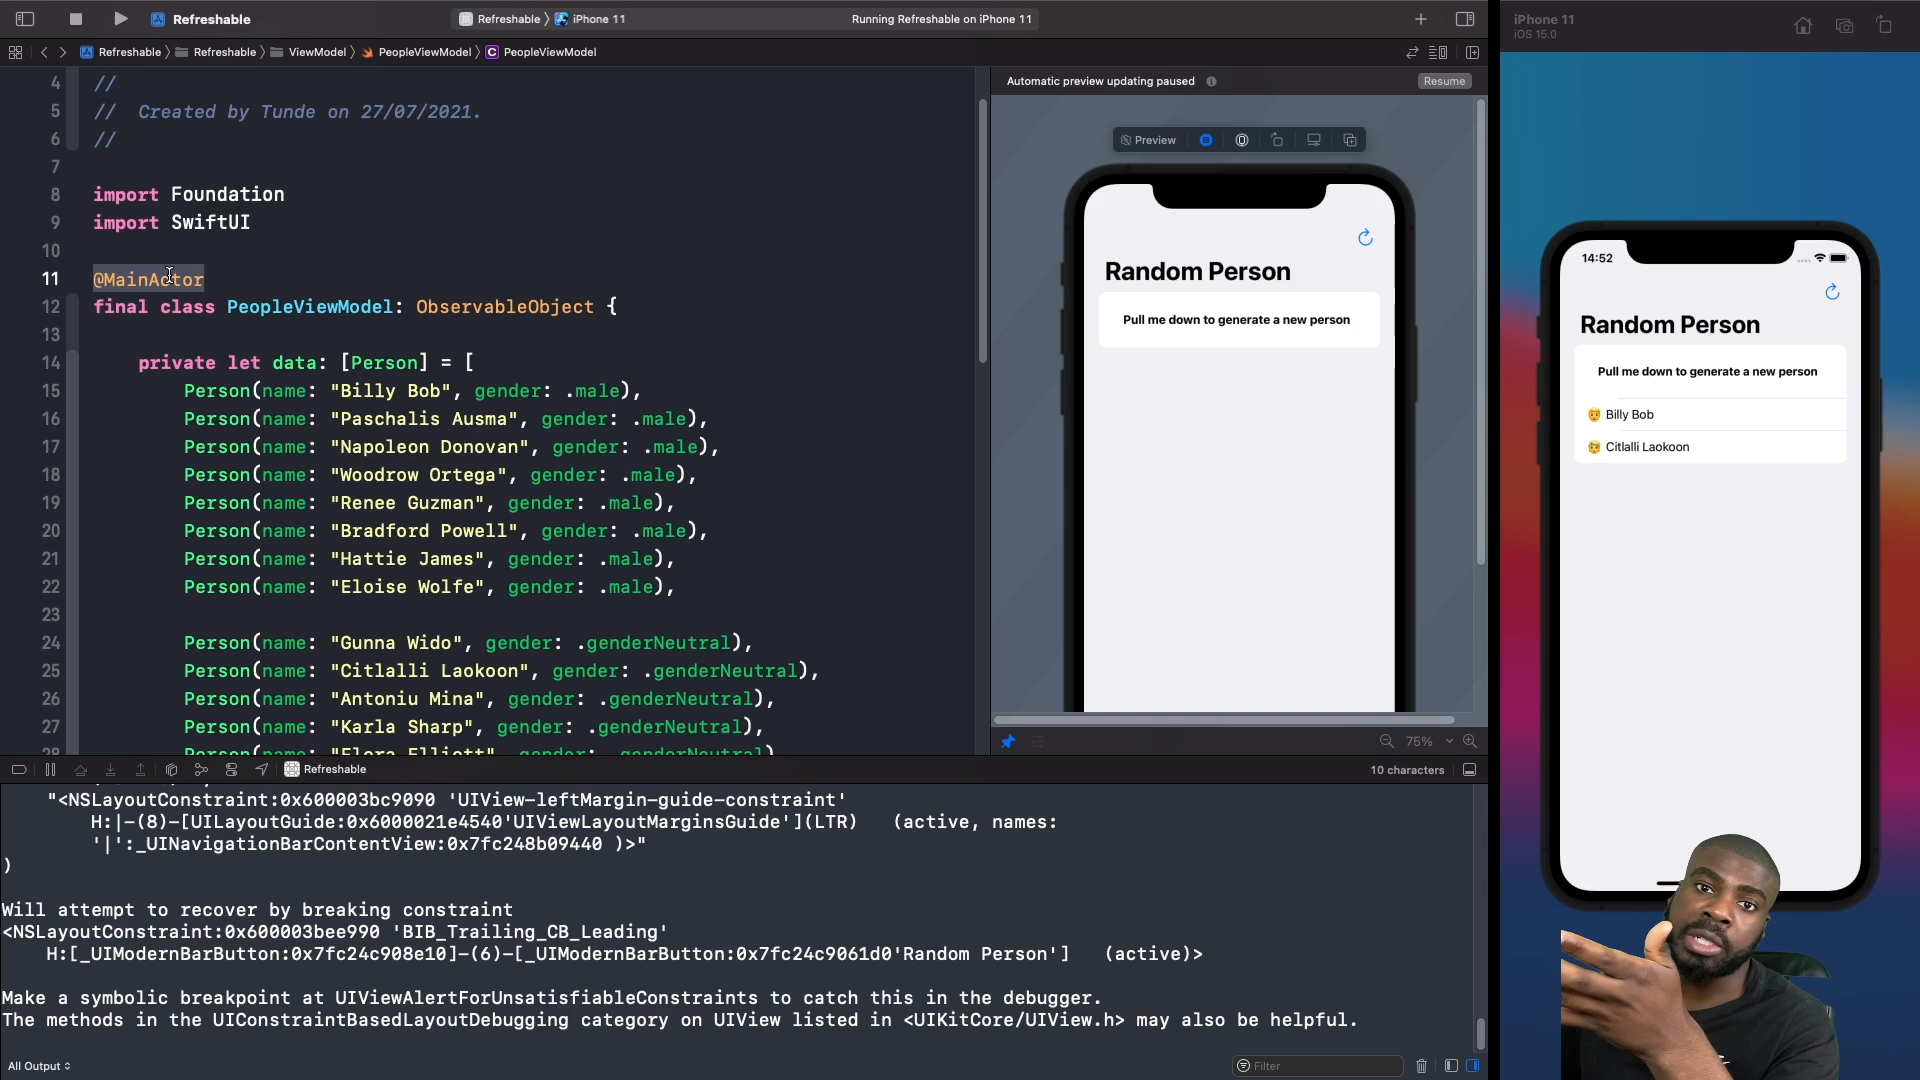 Refreshable
Refreshable 〉 iPhone 11
Running Refreshable on iPhone 11
Refreshable 〉 Refreshable 〉 ViewModel 〉 PeopleViewModel 〉 C PeopleViewModel
4 //
5 //  Created by Tunde on 27/07/2021.
6 //
7
8 import Foundation
9 import SwiftUI
10
11 @MainActor
12 final class PeopleViewModel: ObservableObject {
13
14 private let data: [Person] = [
15 Person(name: "Billy Bob", gender: .male),
16 Person(name: "Paschalis Ausma", gender: .male),
17 Person(name: "Napoleon Donovan", gender: .male),
18 Person(name: "Woodrow Ortega", gender: .male),
19 Person(name: "Renee Guzman", gender: .male),
20 Person(name: "Bradford Powell", gender: .male),
21 Person(name: "Hattie James", gender: .male),
22 Person(name: "Eloise Wolfe", gender: .male),
23
24 Person(name: "Gunna Wido", gender: .genderNeutral),
25 Person(name: "Citlalli Laokoon", gender: .genderNeutral),
26 Person(name: "Antoniu Mina", gender: .genderNeutral),
27 Person(name: "Karla Sharp", gender: .genderNeutral),
28 Person(name: "Flora Elliott", gender: .genderNeutral),
Automatic preview updating paused
Resume
Preview
Random Person
Pull me down to generate a new person
75%
iPhone 11
iOS 15.0
14:52
Random Person
Pull me down to generate a new person
Billy Bob
Citlalli Laokoon
Refreshable
10 characters
"<NSLayoutConstraint:0x600003bc9090 'UIView-leftMargin-guide-constraint'
H:|-(8)-[UILayoutGuide:0x6000021e4540'UIViewLayoutMarginsGuide'](LTR)   (active, names:
'|':_UINavigationBarContentView:0x7fc248b09440 )>"
)
Will attempt to recover by breaking constraint
<NSLayoutConstraint:0x600003bee990 'BIB_Trailing_CB_Leading'
H:[_UIModernBarButton:0x7fc24c908e10]-(6)-[_UIModernBarButton:0x7fc24c9061d0'Random Person']   (active)>
Make a symbolic breakpoint at UIViewAlertForUnsatisfiableConstraints to catch this in the debugger.
The methods in the UIConstraintBasedLayoutDebugging category on UIView listed in <UIKitCore/UIView.h> may also be helpful.
All Output
Filter